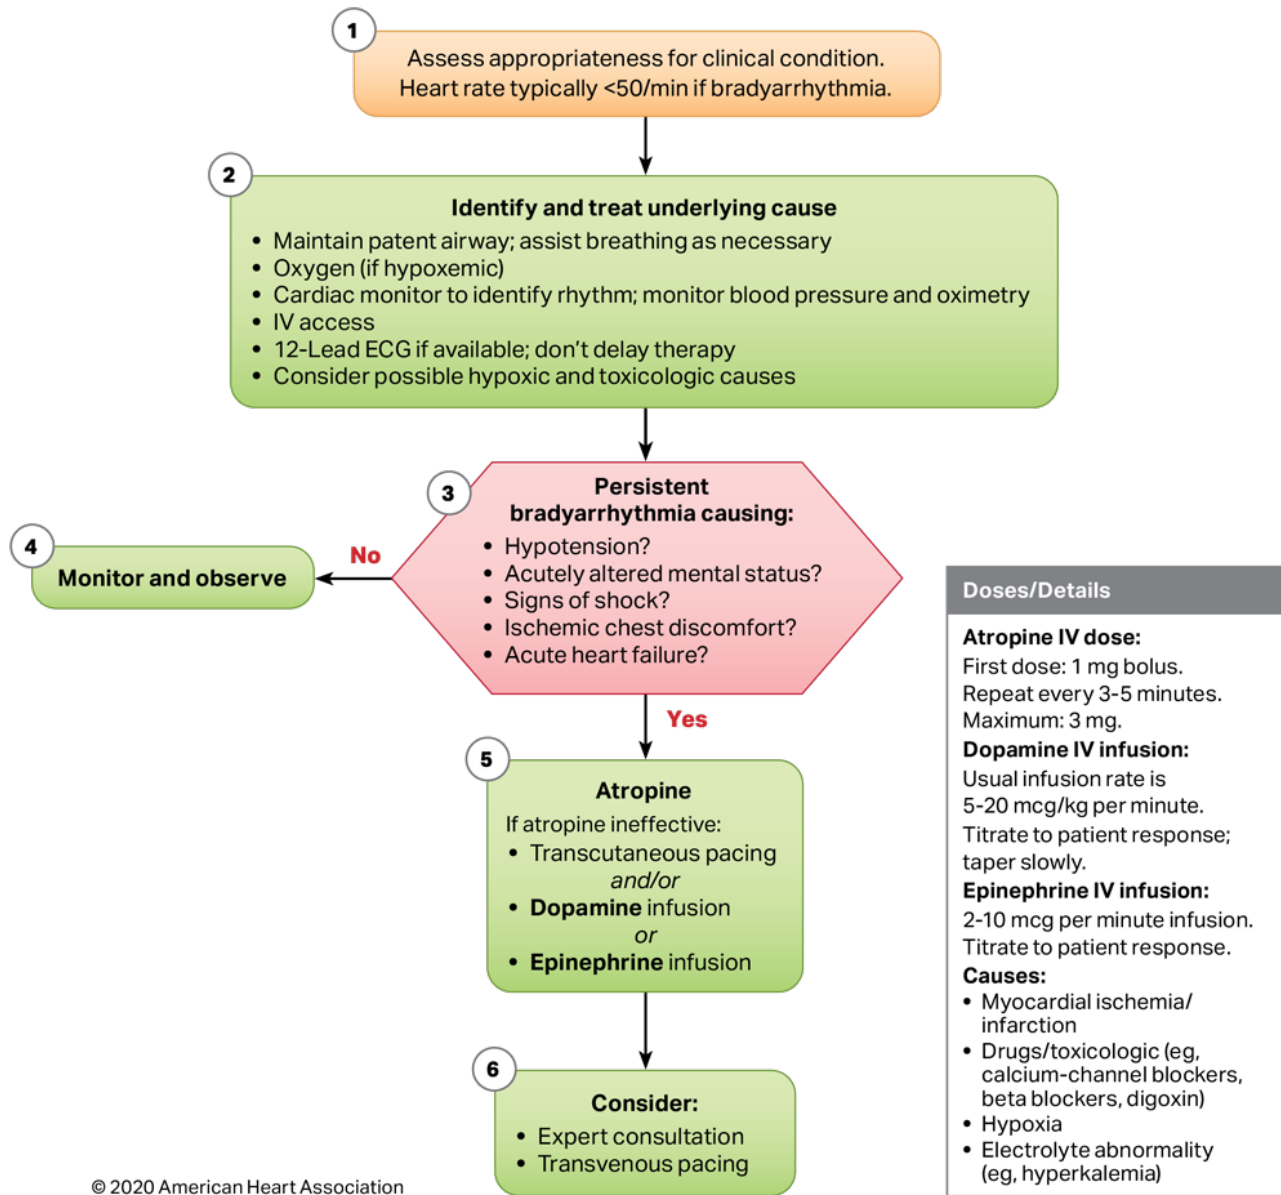 1
Assess appropriateness for clinical condition.
Heart rate typically <50/min if bradyarrhythmia.
2
Identify and treat underlying cause
• Maintain patent airway; assist breathing as necessary
• Oxygen (if hypoxemic)
• Cardiac monitor to identify rhythm; monitor blood pressure and oximetry
• IV access
• 12-Lead ECG if available; don’t delay therapy
• Consider possible hypoxic and toxicologic causes
3
Persistent
bradyarrhythmia causing:
• Hypotension?
• Acutely altered mental status?
• Signs of shock?
• Ischemic chest discomfort?
• Acute heart failure?
No
4
Monitor and observe
Yes
5
Atropine
If atropine ineffective:
• Transcutaneous pacing
and/or
• Dopamine infusion
or
• Epinephrine infusion
6
Consider:
• Expert consultation
• Transvenous pacing
Doses/Details
Atropine IV dose:
First dose: 1 mg bolus.
Repeat every 3-5 minutes.
Maximum: 3 mg.
Dopamine IV infusion:
Usual infusion rate is
5-20 mcg/kg per minute.
Titrate to patient response;
taper slowly.
Epinephrine IV infusion:
2-10 mcg per minute infusion.
Titrate to patient response.
Causes:
• Myocardial ischemia/
infarction
• Drugs/toxicologic (eg,
calcium-channel blockers,
beta blockers, digoxin)
• Hypoxia
• Electrolyte abnormality
(eg, hyperkalemia)
© 2020 American Heart Association